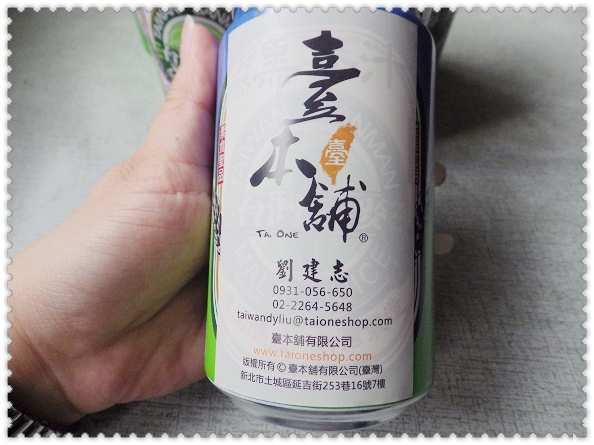 臺本舖
臺
TAI ONE ®
劉建志
0931-056-650
02-2264-5648
taiwandyliu@taioneshop.com
臺本舖有限公司
www.taioneshop.com
版權所有©臺本舖有限公司(臺灣)
新北市土城區延吉街253巷16號7樓